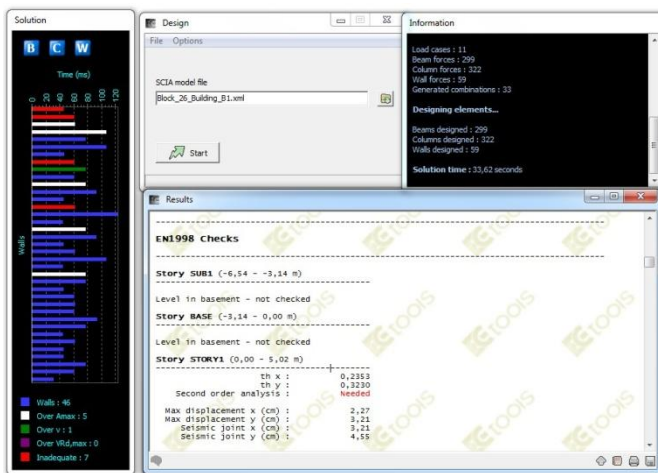 Solution
B C W
Time (ms)
0 20 40 60 80 100 120
Walls
Walls : 46
Over Amax : 5
Over v : 1
Over VRd,max : 0
Inadequate : 7
Design
File Options
SCIA model file
Block_26_Building_B1.xml
Start
Information
Load cases : 11
Beam forces : 299
Column forces : 322
Wall forces : 59
Generated combinations : 33
Designing elements...
Beams designed : 299
Columns designed : 322
Walls designed : 59
Solution time : 33,62 seconds
Results
EN1998 Checks
Story SUB1 (-6,54 - -3,14 m)
Level in basement - not checked
Story BASE (-3,14 - 0,00 m)
Level in basement - not checked
Story STORY1 (0,00 - 5,02 m)
th x : 0,2353
th y : 0,3230
Second order analysis : Needed
Max displacement x (cm) : 2,27
Max displacement y (cm) : 3,21
Seismic joint x (cm) : 3,21
Seismic joint y (cm) : 4,55